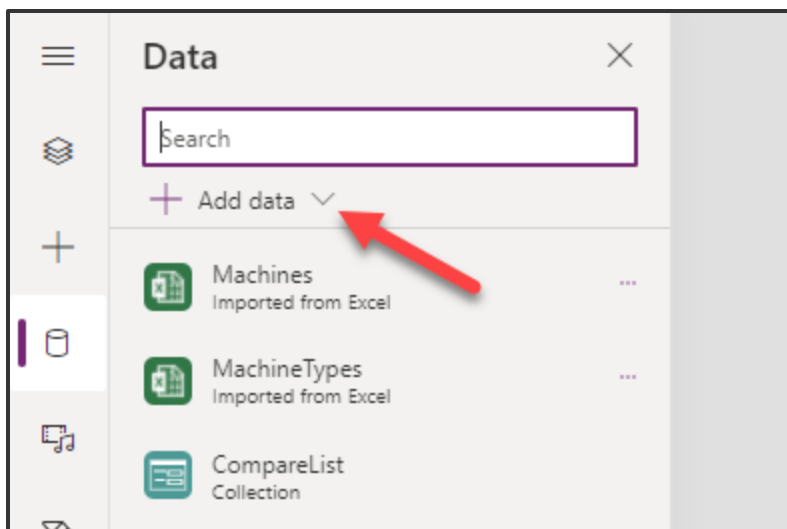 Data
Search
Add data
Machines
Imported from Excel
MachineTypes
Imported from Excel
CompareList
Collection